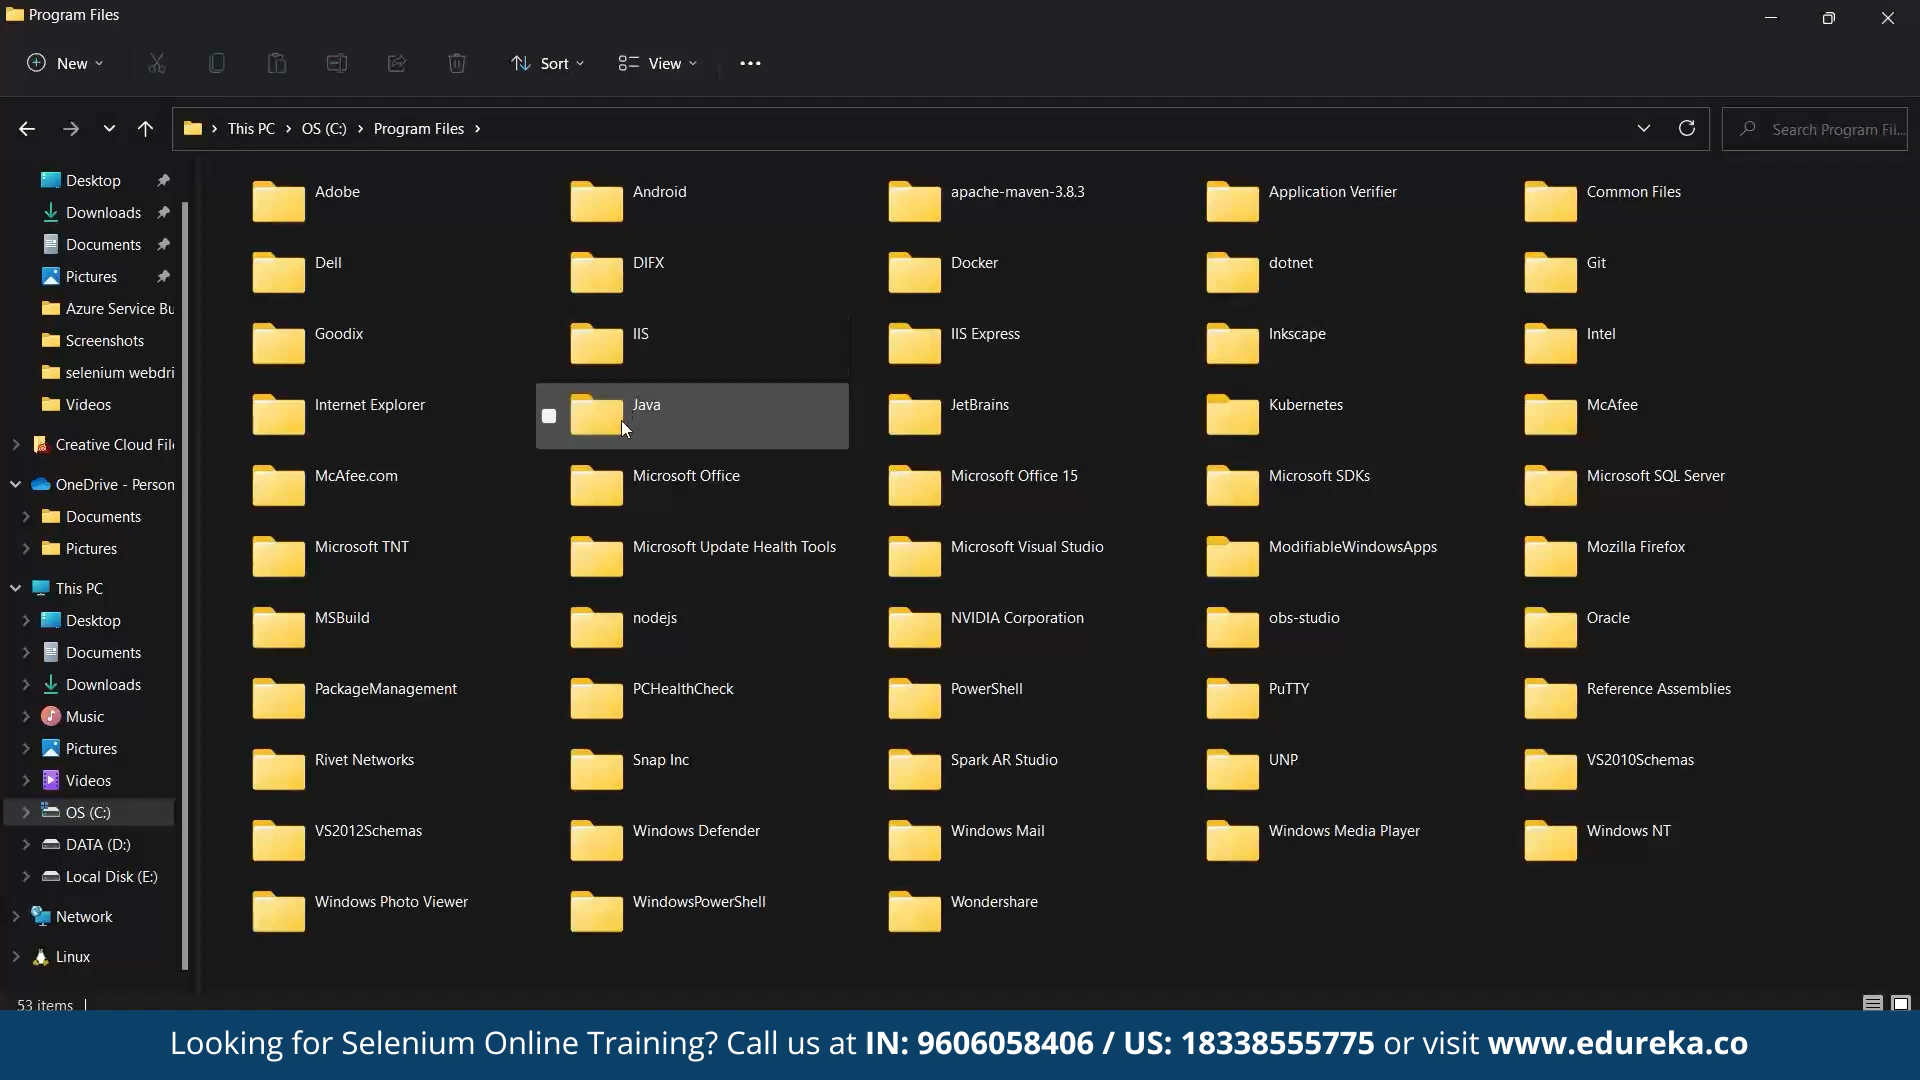 Program Files
New
Sort
View
This PC
OS (C:)
Program Files
Search Program Fil...
Desktop
Downloads
Documents
Pictures
Azure Service Bu
Screenshots
selenium webdri
Videos
Creative Cloud File
OneDrive - Person
Documents
Pictures
This PC
Desktop
Documents
Downloads
Music
Pictures
Videos
OS (C:)
DATA (D:)
Local Disk (E:)
Network
Linux
Adobe
Android
apache-maven-3.8.3
Application Verifier
Common Files
Dell
DIFX
Docker
dotnet
Git
Goodix
IIS
IIS Express
Inkscape
Intel
Internet Explorer
Java
JetBrains
Kubernetes
McAfee
McAfee.com
Microsoft Office
Microsoft Office 15
Microsoft SDKs
Microsoft SQL Server
Microsoft TNT
Microsoft Update Health Tools
Microsoft Visual Studio
ModifiableWindowsApps
Mozilla Firefox
MSBuild
nodejs
NVIDIA Corporation
obs-studio
Oracle
PackageManagement
PCHealthCheck
PowerShell
PuTTY
Reference Assemblies
Rivet Networks
Snap Inc
Spark AR Studio
UNP
VS2010Schemas
VS2012Schemas
Windows Defender
Windows Mail
Windows Media Player
Windows NT
Windows Photo Viewer
WindowsPowerShell
Wondershare
53 items
Looking for Selenium Online Training? Call us at IN: 9606058406 / US: 18338555775 or visit www.edureka.co